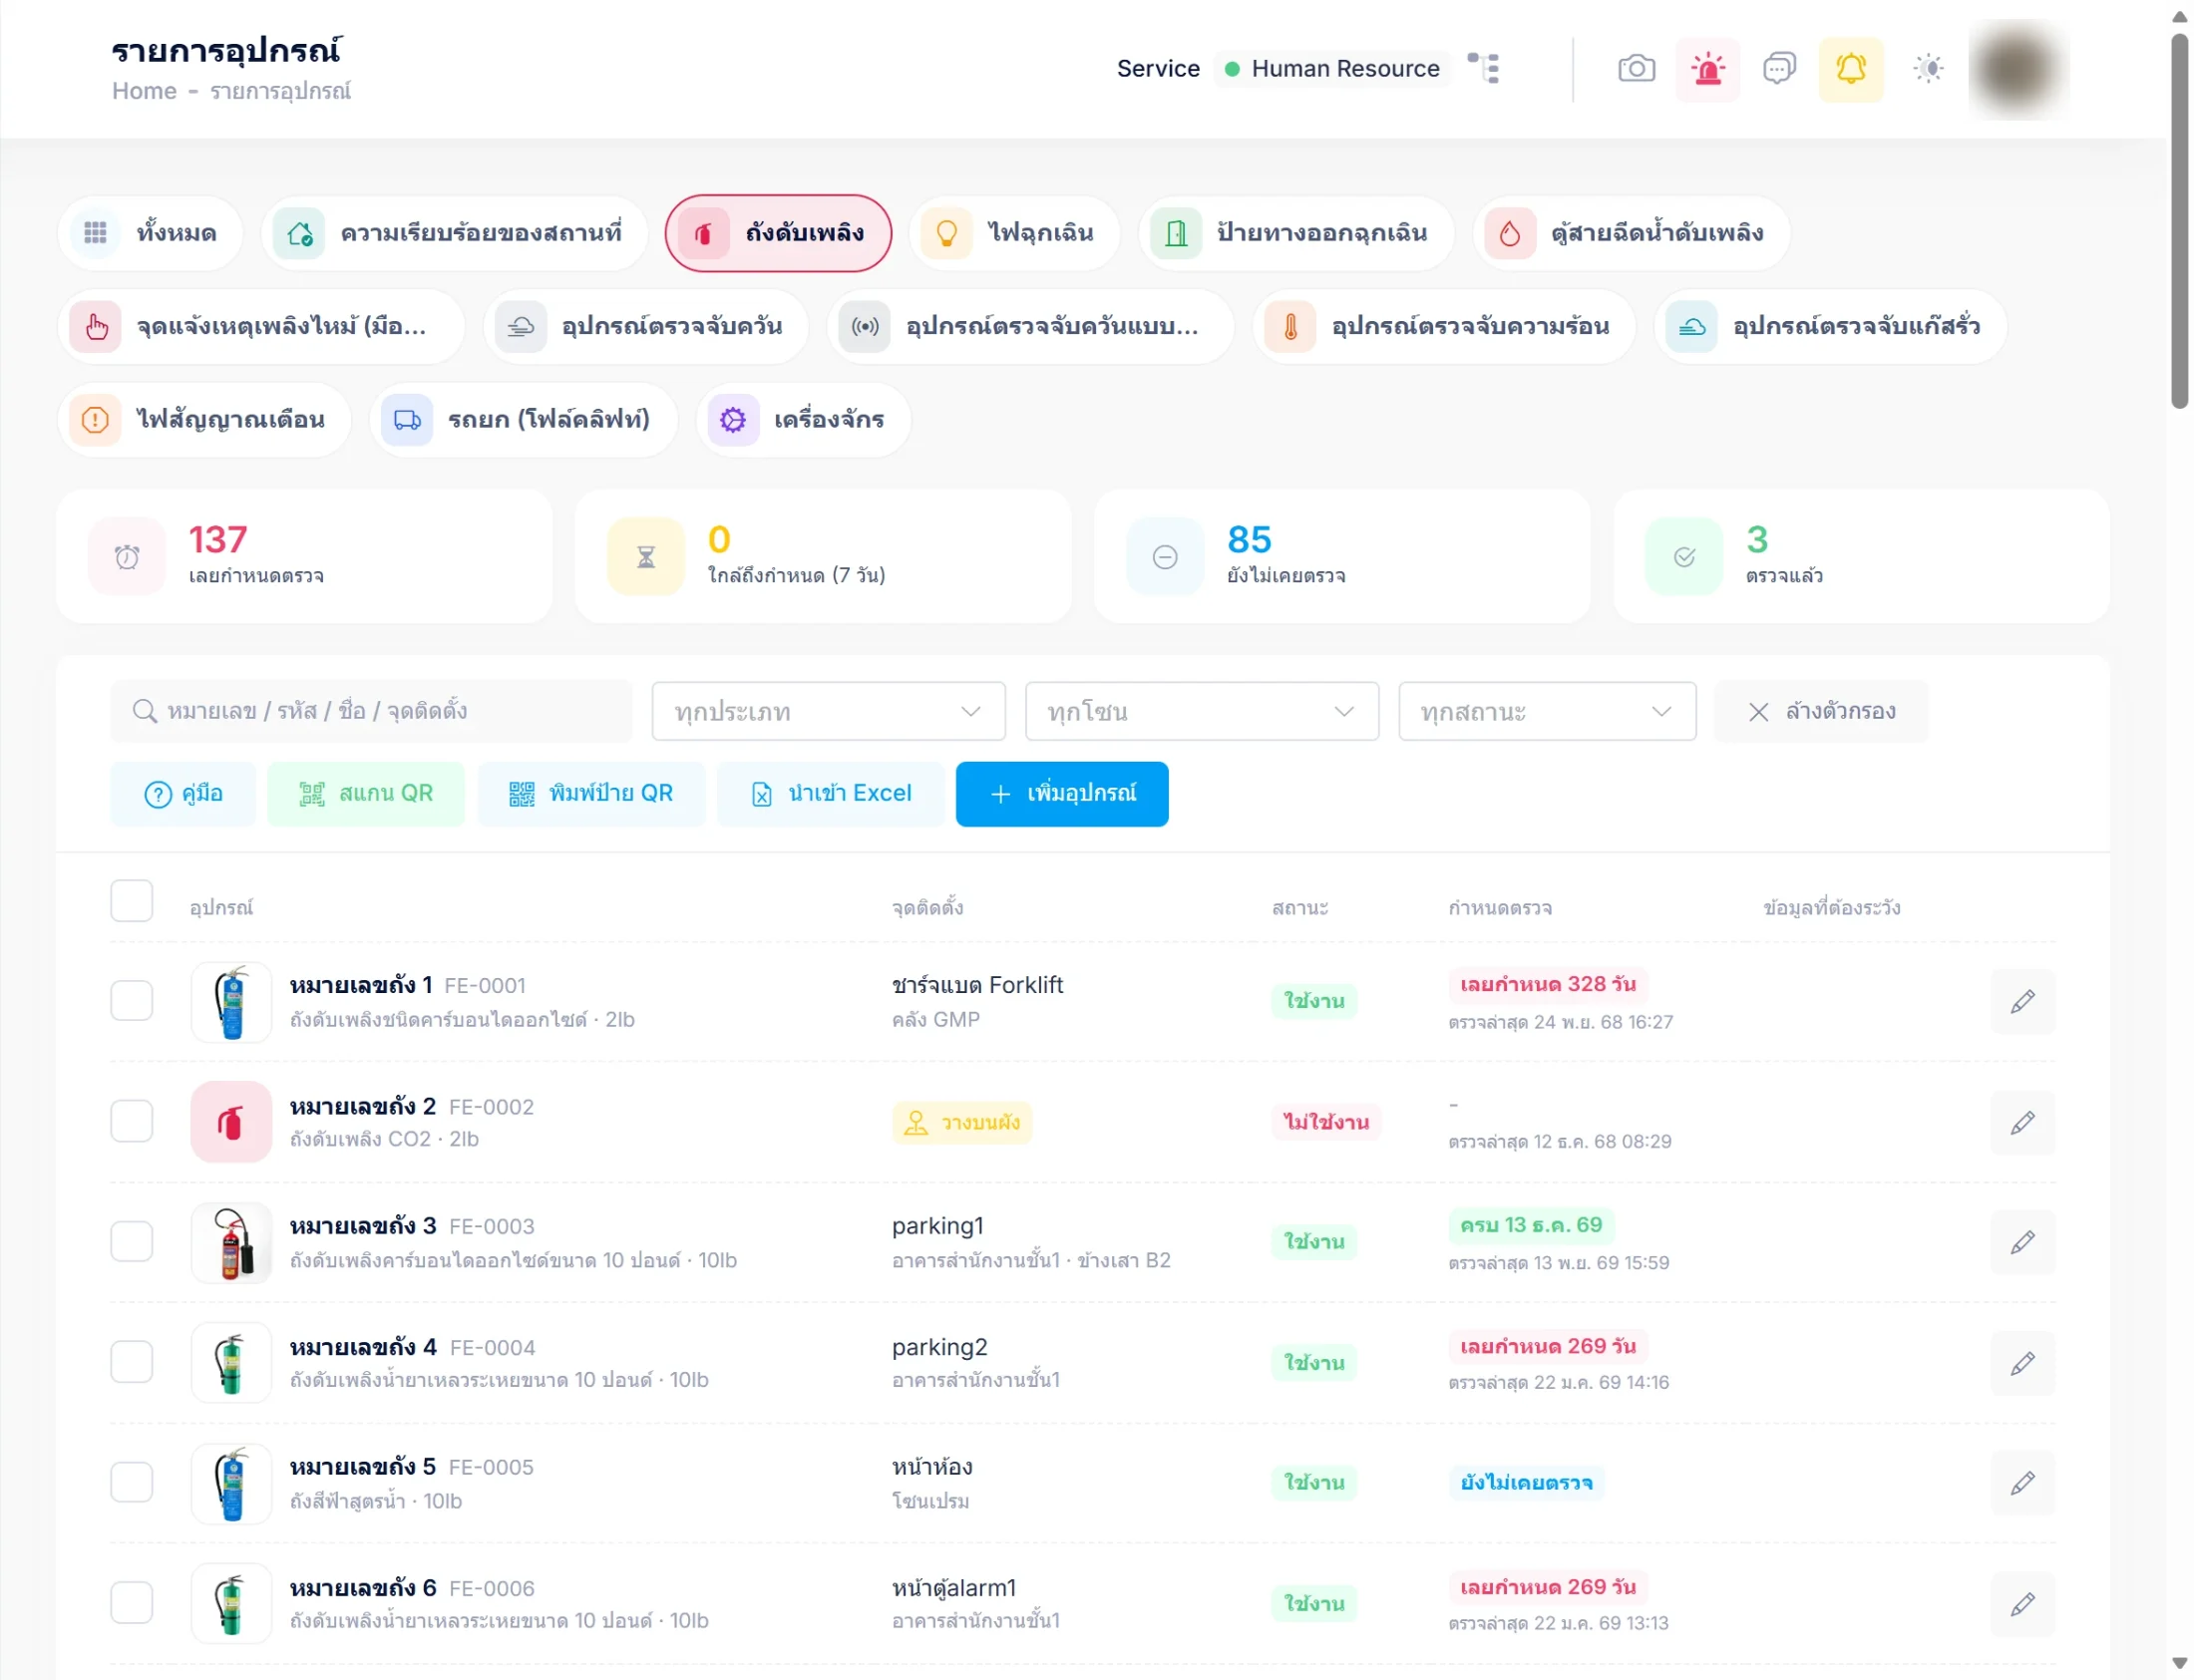 รายการอุปกรณ์
Home - รายการอุปกรณ์
Service Human Resource
ทั้งหมด ความเรียบร้อยของสถานที่ ถังดับเพลิง ไฟฉุกเฉิน ป้ายทางออกฉุกเฉิน ตู้สายฉีดน้ำดับเพลิง
จุดแจ้งเหตุเพลิงไหม้ (มือ... อุปกรณ์ตรวจจับควัน อุปกรณ์ตรวจจับควันแบบ... อุปกรณ์ตรวจจับความร้อน อุปกรณ์ตรวจจับแก๊สรั่ว
ไฟสัญญาณเตือน รถยก (โฟล์คลิฟท์) เครื่องจักร
137 0 85 3
เลยกำหนดตรวจ ใกล้ถึงกำหนด (7 วัน) ยังไม่เคยตรวจ ตรวจแล้ว
หมายเลข / รหัส / ชื่อ / จุดติดตั้ง ทุกประเภท ทุกโซน ทุกสถานะ ล้างตัวกรอง
คู่มือ สแกน QR พิมพ์ป้าย QR นำเข้า Excel เพิ่มอุปกรณ์
อุปกรณ์ จุดติดตั้ง สถานะ กำหนดตรวจ ข้อมูลที่ต้องระวัง
หมายเลขถัง 1 FE-0001 ชาร์จแบต Forklift ใช้งาน เลยกำหนด 328 วัน
ถังดับเพลิงชนิดคาร์บอนไดออกไซด์ · 2lb คลัง GMP ตรวจล่าสุด 24 พ.ย. 68 16:27
หมายเลขถัง 2 FE-0002 วางบนผัง ไม่ใช้งาน -
ถังดับเพลิง CO2 · 2lb ตรวจล่าสุด 12 ธ.ค. 68 08:29
หมายเลขถัง 3 FE-0003 parking1 ใช้งาน ครบ 13 ธ.ค. 69
ถังดับเพลิงคาร์บอนไดออกไซด์ขนาด 10 ปอนด์ · 10lb อาคารสำนักงานชั้น1 · ข้างเสา B2 ตรวจล่าสุด 13 พ.ย. 69 15:59
หมายเลขถัง 4 FE-0004 parking2 ใช้งาน เลยกำหนด 269 วัน
ถังดับเพลิงน้ำยาเหลวระเหยขนาด 10 ปอนด์ · 10lb อาคารสำนักงานชั้น1 ตรวจล่าสุด 22 ม.ค. 69 14:16
หมายเลขถัง 5 FE-0005 หน้าห้อง ใช้งาน ยังไม่เคยตรวจ
ถังสีฟ้าสูตรน้ำ · 10lb โซนเปรม
หมายเลขถัง 6 FE-0006 หน้าตู้alarm1 ใช้งาน เลยกำหนด 269 วัน
ถังดับเพลิงน้ำยาเหลวระเหยขนาด 10 ปอนด์ · 10lb อาคารสำนักงานชั้น1 ตรวจล่าสุด 22 ม.ค. 69 13:13